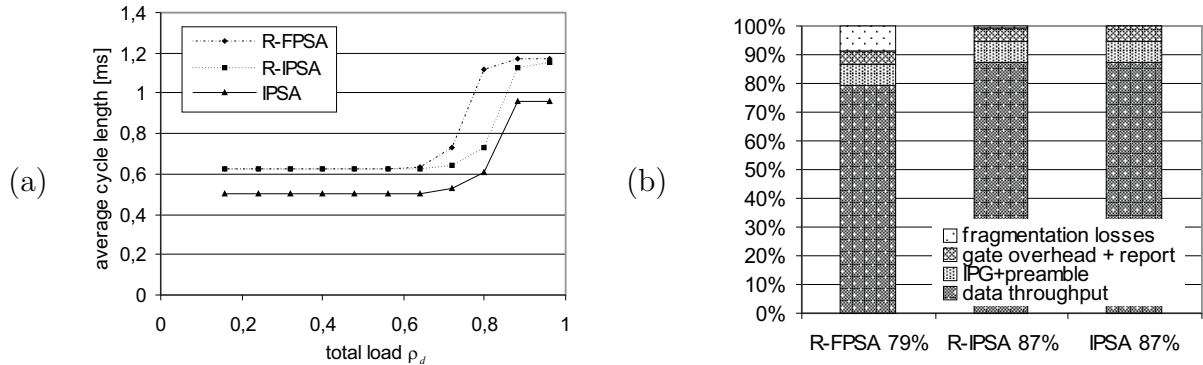 (a)
average cycle length [ms]
1,4
1,2
1
0,8
0,6
0,4
0,2
0
R-FPSA
R-IPSA
IPSA
0
0,2
0,4
0,6
0,8
1
total load ρd
(b)
100%
90%
80%
70%
60%
50%
40%
30%
20%
10%
0%
fragmentation losses
gate overhead + report
IPG+preamble
data throughput
R-FPSA 79%
R-IPSA 87%
IPSA 87%